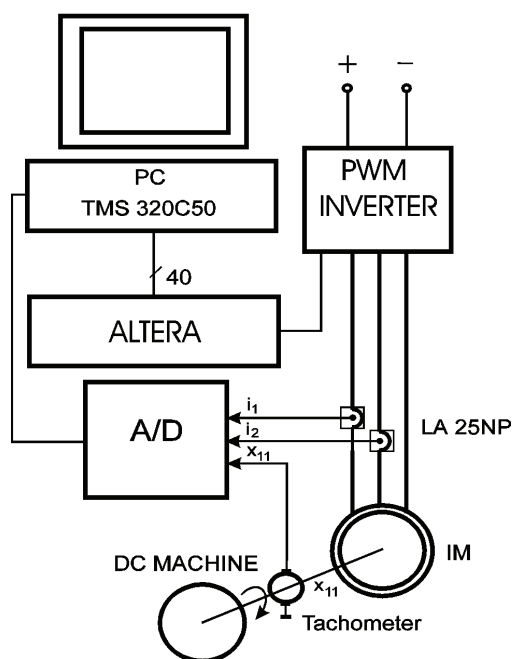 + −
PC
TMS 320C50
PWM
INVERTER
40
ALTERA
A/D
i1
i2
x11
LA 25NP
IM
DC MACHINE
x11
Tachometer